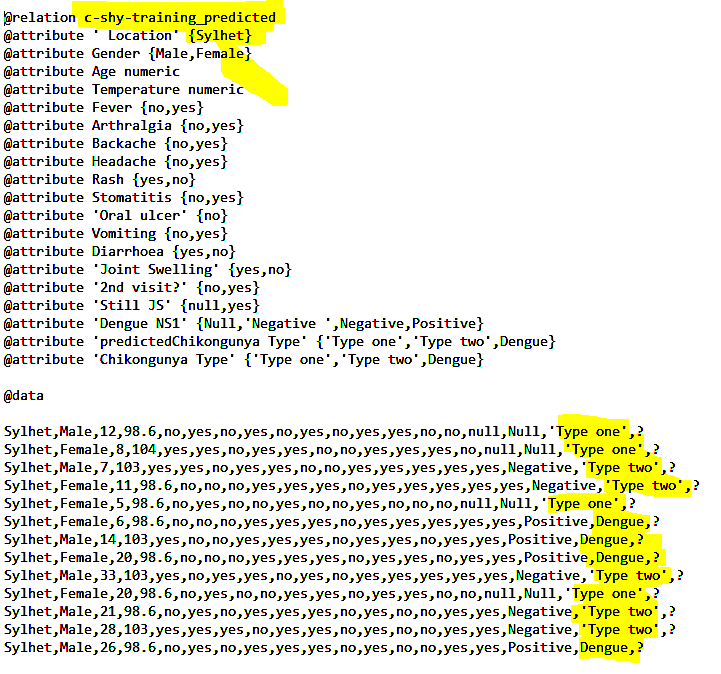 @relation c-shy-training_predicted
@attribute ' Location' {Sylhet}
@attribute Gender {Male,Female}
@attribute Age numeric
@attribute Temperature numeric
@attribute Fever {no,yes}
@attribute Arthralgia {no,yes}
@attribute Backache {no,yes}
@attribute Headache {no,yes}
@attribute Rash {yes,no}
@attribute Stomatitis {no,yes}
@attribute 'Oral ulcer' {no}
@attribute Vomiting {no,yes}
@attribute Diarrhoea {yes,no}
@attribute 'Joint Swelling' {yes,no}
@attribute '2nd visit?' {no,yes}
@attribute 'Still JS' {null,yes}
@attribute 'Dengue NS1' {Null,'Negative ',Negative,Positive}
@attribute 'predictedChikongunya Type' {'Type one','Type two',Dengue}
@attribute 'Chikongunya Type' {'Type one','Type two',Dengue}
@data
Sylhet,Male,12,98.6,no,yes,no,yes,no,yes,no,yes,yes,no,no,null,Null,'Type one',?
Sylhet,Female,8,104,yes,yes,no,yes,yes,no,no,yes,yes,yes,no,null,Null,'Type one',?
Sylhet,Male,7,103,yes,yes,no,yes,yes,no,no,yes,yes,yes,yes,yes,Negative,'Type two',?
Sylhet,Female,11,98.6,no,no,no,yes,yes,yes,no,yes,yes,yes,yes,yes,Negative,'Type two',?
Sylhet,Female,5,98.6,no,yes,no,yes,no,no,no,yes,no,no,no,null,Null,'Type one',?
Sylhet,Female,6,98.6,no,no,no,yes,yes,yes,no,yes,yes,yes,yes,yes,Positive,Dengue,?
Sylhet,Male,14,103,yes,no,no,yes,yes,yes,no,yes,no,no,yes,yes,Positive,Dengue,?
Sylhet,Female,20,98.6,no,no,no,yes,yes,yes,no,yes,yes,no,yes,yes,Positive,Dengue,?
Sylhet,Male,33,103,yes,no,yes,yes,no,yes,no,yes,yes,yes,yes,yes,Negative,'Type two',?
Sylhet,Female,20,98.6,no,yes,no,no,yes,yes,no,yes,yes,no,no,null,Null,'Type one',?
Sylhet,Male,21,98.6,no,yes,yes,yes,yes,no,no,yes,no,no,yes,yes,Negative,'Type two',?
Sylhet,Male,28,103,yes,yes,yes,no,no,yes,no,yes,no,no,yes,yes,Negative,'Type two',?
Sylhet,Male,26,98.6,no,yes,no,yes,yes,yes,no,yes,no,no,yes,yes,Positive,Dengue,?